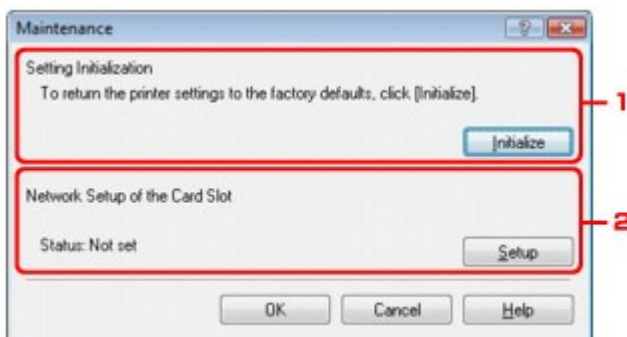 Maintenance
Setting Initialization
To return the printer settings to the factory defaults, click [Initialize].
1
Initialize
Network Setup of the Card Slot
2
Status: Not set
Setup
OK
Cancel
Help